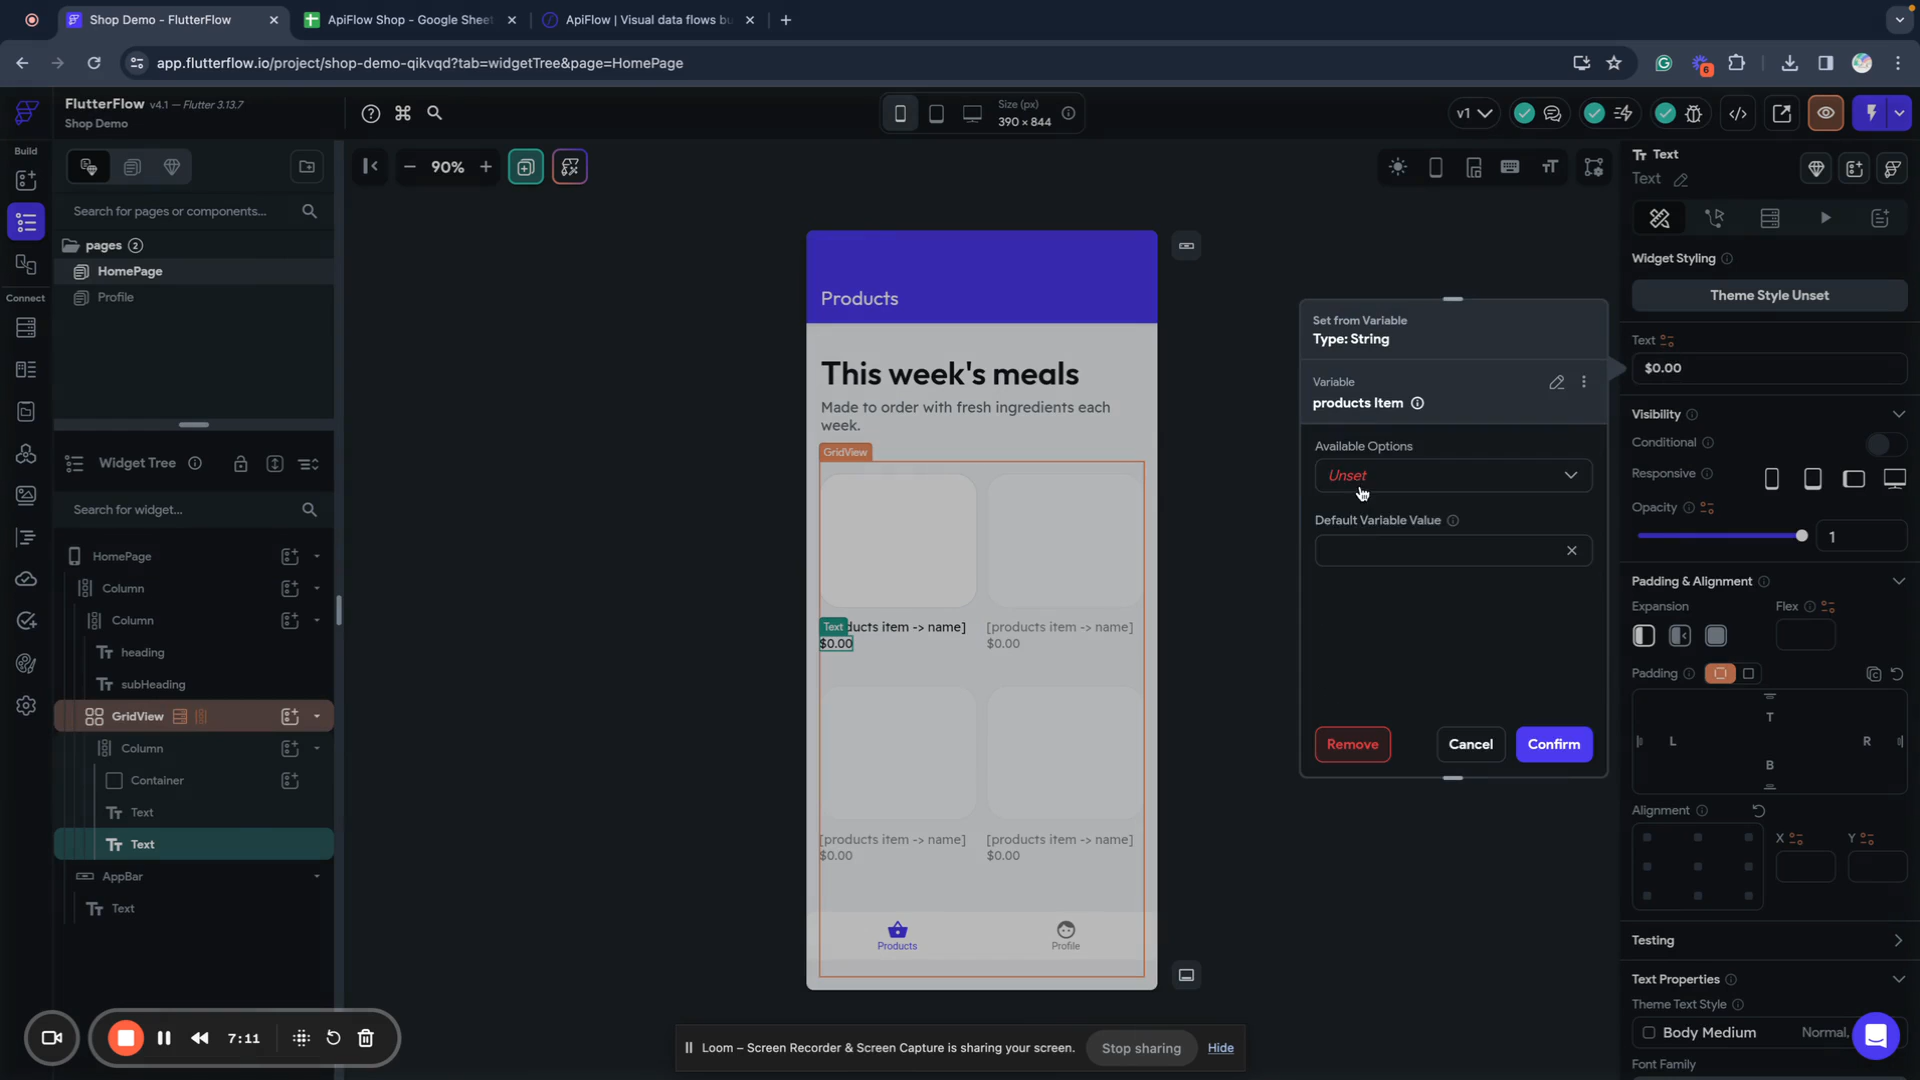 Shop Demo - FlutterFlow
ApiFlow Shop - Google Sheet
ApiFlow | Visual data flows bu
app.flutterflow.io/project/shop-demo-qikvqd?tab=widgetTree&page=HomePage
6
FlutterFlow v4.1 — Flutter 3.13.7
Shop Demo
Size (px)
390 × 844
v1
Build
Connect
90%
Search for pages or components...
pages 2
HomePage
Profile
Widget Tree
Search for widget...
HomePage
Column
Column
heading
subHeading
GridView
Column
Container
Text
Text
AppBar
Text
Products
This week's meals
Made to order with fresh ingredients each
week.
GridView
Text
oducts item -> name]
$0.00
[products item -> name]
$0.00
[products item -> name]
$0.00
[products item -> name]
$0.00
Products
Profile
Set from Variable
Type: String
Variable
products Item
Available Options
Unset
Default Variable Value
Remove
Cancel
Confirm
Text
Text
Widget Styling
Theme Style Unset
Text
$0.00
Visibility
Conditional
Responsive
Opacity
1
Padding & Alignment
Expansion
Flex
Padding
T
L
R
B
Alignment
X
Y
Testing
Text Properties
Theme Text Style
Body Medium
Normal,
Font Family
7:11
Loom – Screen Recorder & Screen Capture is sharing your screen.
Stop sharing
Hide